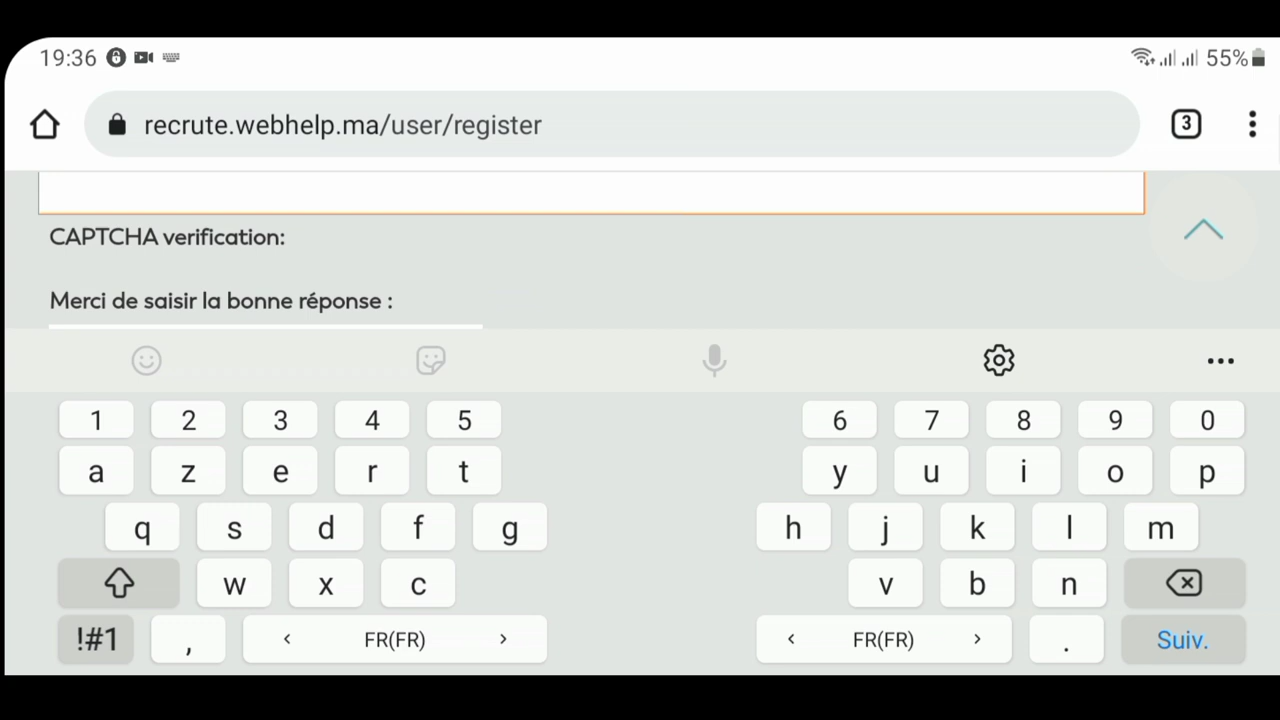 19:36 55%
recrute.webhelp.ma/user/register 3
CAPTCHA verification:
Merci de saisir la bonne réponse :
1 2 3 4 5 6 7 8 9 0
a z e r t y u i o p
q s d f g h j k l m
w x c v b n
!#1 , < FR(FR) > < FR(FR) > . Suiv.